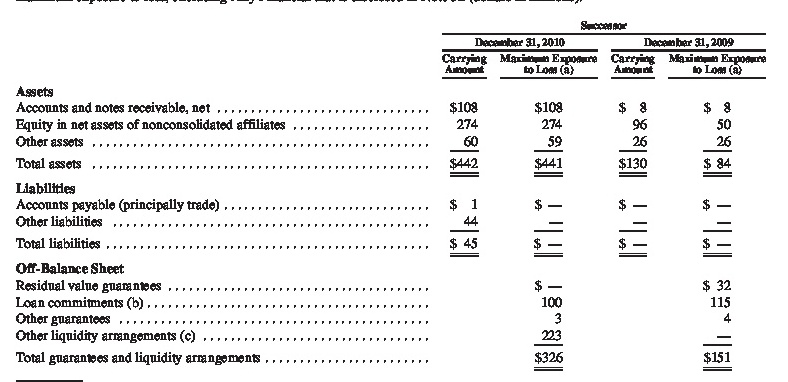 Successor
December 31, 2010 December 31, 2009
Carrying Amount Maximum Exposure to Loss (a) Carrying Amount Maximum Exposure to Loss (a)
Assets
Accounts and notes receivable, net $108 $108 $ 8 $ 8
Equity in net assets of nonconsolidated affiliates 274 274 96 50
Other assets 60 59 26 26
Total assets $442 $441 $130 $ 84
Liabilities
Accounts payable (principally trade) $ 1 $ — $ — $ —
Other liabilities 44 — — —
Total liabilities $ 45 $ — $ — $ —
Off-Balance Sheet
Residual value guarantees $ — $ 32
Loan commitments (b) 100 115
Other guarantees 3 4
Other liquidity arrangements (c) 223 —
Total guarantees and liquidity arrangements $326 $151